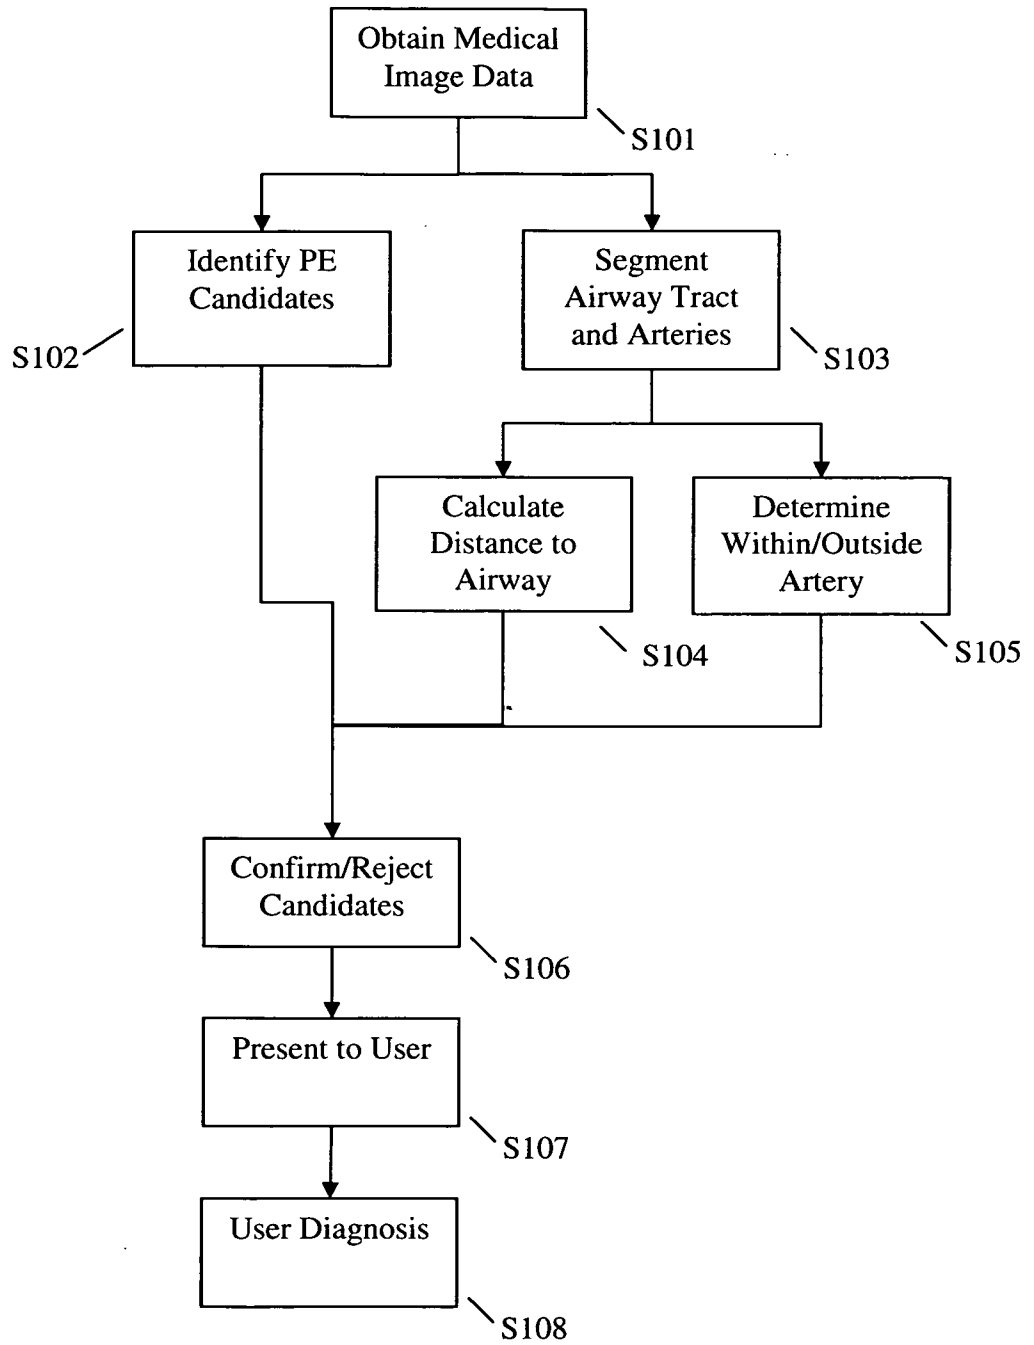 Obtain Medical
Image Data
S101
Identify PE
Candidates
S102
Segment
Airway Tract
and Arteries
S103
Calculate
Distance to
Airway
S104
Determine
Within/Outside
Artery
S105
Confirm/Reject
Candidates
S106
Present to User
S107
User Diagnosis
S108